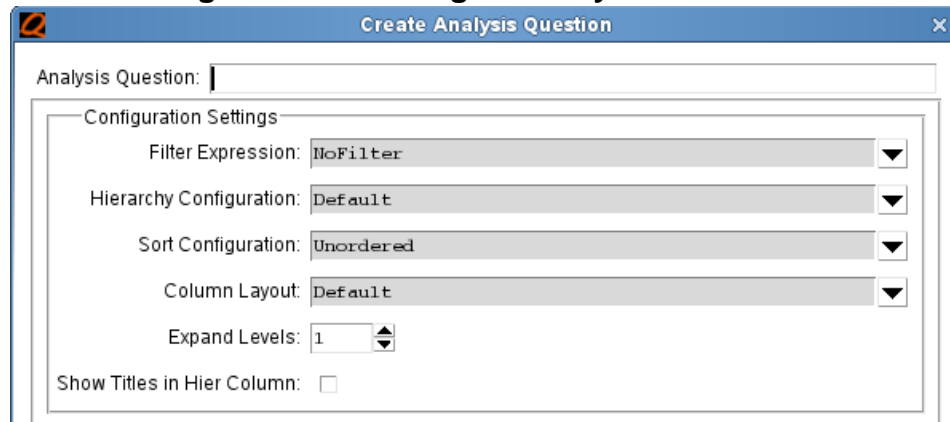 Create Analysis Question
Analysis Question:
Configuration Settings
Filter Expression: NoFilter
Hierarchy Configuration: Default
Sort Configuration: Unordered
Column Layout: Default
Expand Levels: 1
Show Titles in Hier Column: